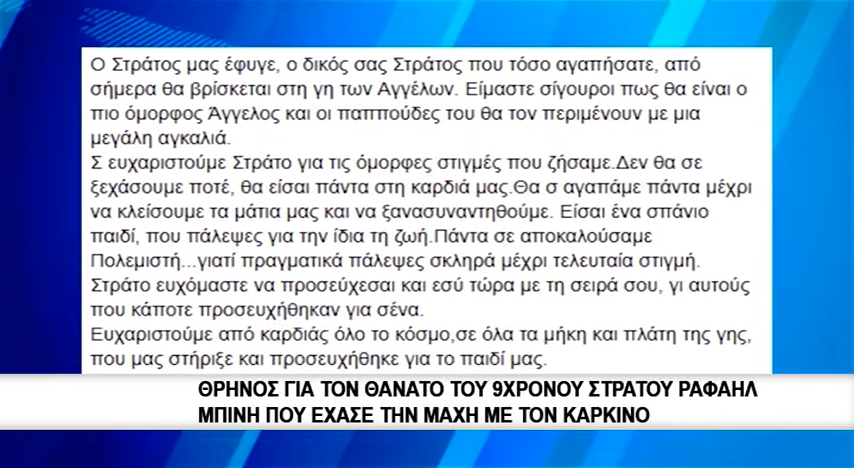 Ο Στράτος μας έφυγε, ο δικός σας Στράτος που τόσο αγαπήσατε, από
σήμερα θα βρίσκεται στη γη των Αγγέλων. Είμαστε σίγουροι πως θα είναι ο
πιο όμορφος Άγγελος και οι παππούδες του θα τον περιμένουν με μια
μεγάλη αγκαλιά.
Σ ευχαριστούμε Στράτο για τις όμορφες στιγμές που ζήσαμε.Δεν θα σε
ξεχάσουμε ποτέ, θα είσαι πάντα στη καρδιά μας.Θα σ αγαπάμε πάντα μέχρι
να κλείσουμε τα μάτια μας και να ξανασυναντηθούμε. Είσαι ένα σπάνιο
παιδί, που πάλεψες για την ίδια τη ζωή.Πάντα σε αποκαλούσαμε
Πολεμιστή...γιατί πραγματικά πάλεψες σκληρά μέχρι τελευταία στιγμή.
Στράτο ευχόμαστε να προσεύχεσαι και εσύ τώρα με τη σειρά σου, γι αυτούς
που κάποτε προσευχήθηκαν για σένα.
Ευχαριστούμε από καρδιάς όλο το κόσμο,σε όλα τα μήκη και πλάτη της γης,
που μας στήριξε και προσευχήθηκε για το παιδί μας.
ΘΡΗΝΟΣ ΓΙΑ ΤΟΝ ΘΑΝΑΤΟ ΤΟΥ 9ΧΡΟΝΟΥ ΣΤΡΑΤΟΥ ΡΑΦΑΗΛ
ΜΠΙΝΗ ΠΟΥ ΕΧΑΣΕ ΤΗΝ ΜΑΧΗ ΜΕ ΤΟΝ ΚΑΡΚΙΝΟ